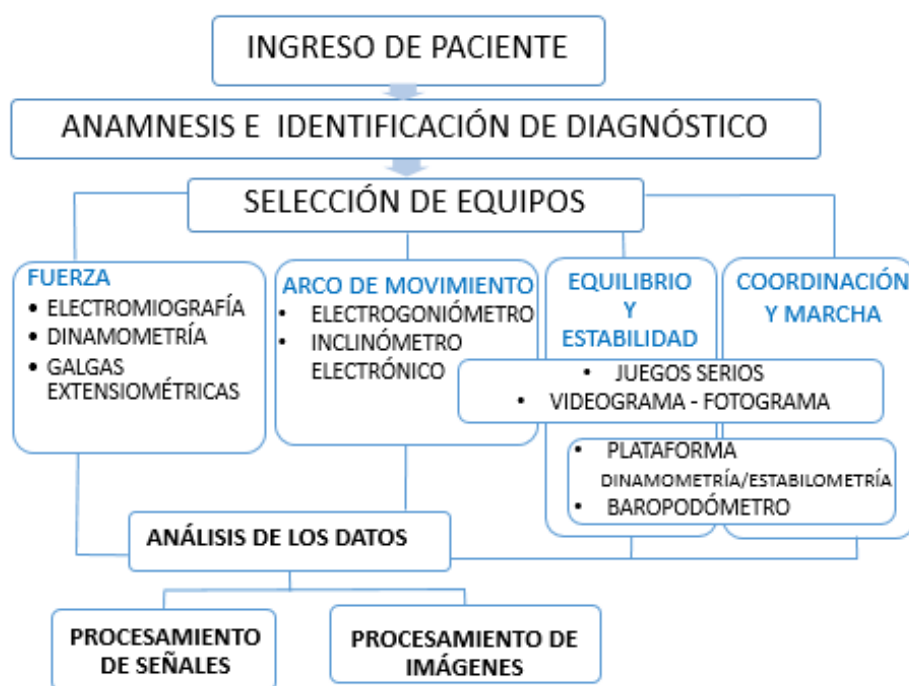 INGRESO DE PACIENTE
ANAMNESIS E IDENTIFICACIÓN DE DIAGNÓSTICO
SELECCIÓN DE EQUIPOS
FUERZA
• ELECTROMIOGRAFÍA
• DINAMOMETRÍA
• GALGAS
EXTENSIOMÉTRICAS
ARCO DE MOVIMIENTO
• ELECTROGONIÓMETRO
• INCLINÓMETRO
ELECTRÓNICO
EQUILIBRIO
Y
ESTABILIDAD
COORDINACIÓN
Y MARCHA
• JUEGOS SERIOS
• VIDEOGRAMA - FOTOGRAMA
• PLATAFORMA
DINAMOMETRÍA/ESTABILOMETRÍA
• BAROPODÓMETRO
ANÁLISIS DE LOS DATOS
PROCESAMIENTO
DE SEÑALES
PROCESAMIENTO DE
IMÁGENES